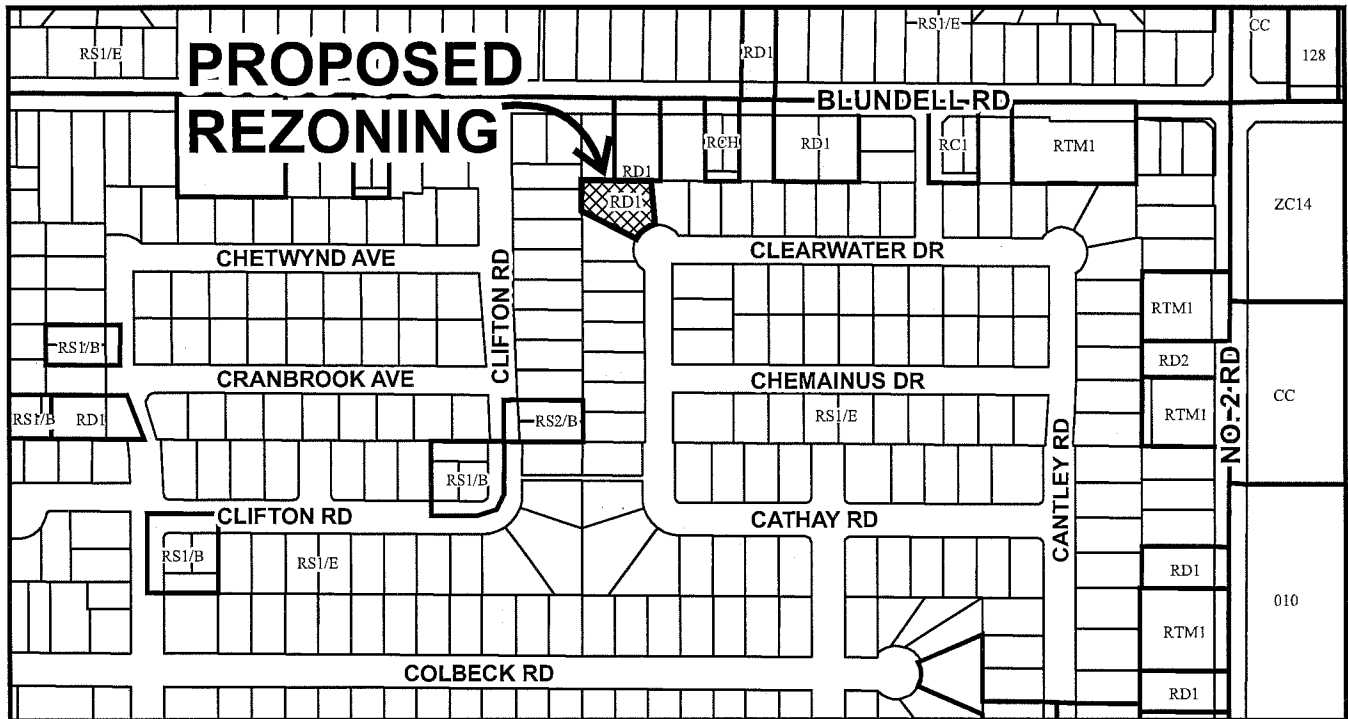 RS1/E
PROPOSED
REZONING
RD1
RS1/E
CC
128
BLUNDELL RD
RD1
RCH
RD1
RC1
RTM1
RD1
ZC14
CHETWYND AVE
CLIFTON RD
CLEARWATER DR
RTM1
RS1/B
RD2
CRANBROOK AVE
CHEMAINUS DR
NO. 2 RD
CC
RS1/B
RD1
RS2/B
RS1/E
RTM1
RS1/B
CANTLEY RD
CLIFTON RD
CATHAY RD
RS1/B
RS1/E
RD1
010
RTM1
COLBECK RD
RD1